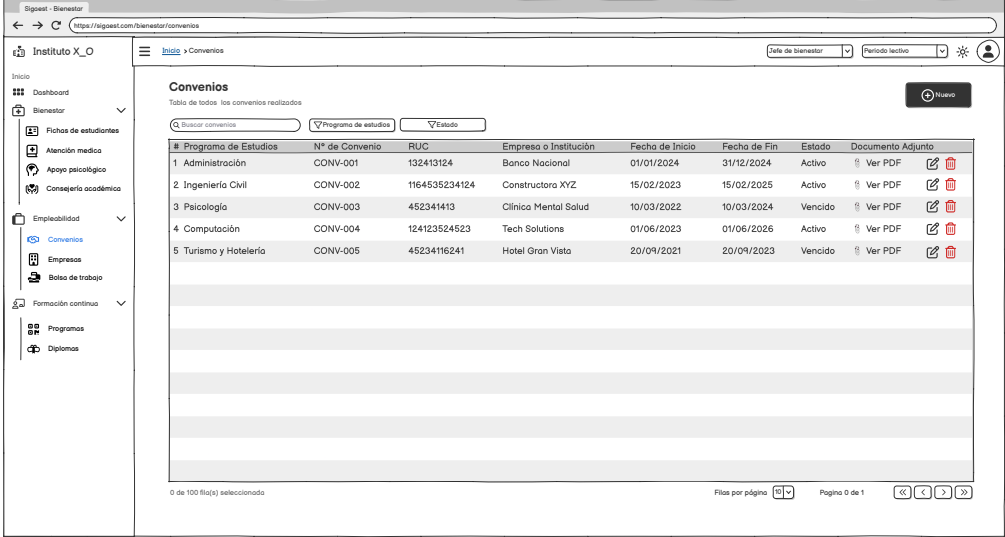 Sigaest - Bienestar
https://sigaest.com/bienestar/convenios
Instituto X_O
Inicio > Convenios
Jefe de bienestar
Periodo lectivo
Inicio
Dashboard
Bienestar
Fichas de estudiantes
Atención medica
Apoyo psicológico
Consejería académica
Empleabilidad
Convenios
Empresas
Bolsa de trabajo
Formación continua
Programas
Diplomas
Convenios
Tabla de todos los convenios realizados
Nuevo
Buscar convenios
Programa de estudios
Estado
# Programa de Estudios N° de Convenio RUC Empresa o Institución Fecha de Inicio Fecha de Fin Estado Documento Adjunto
1 Administración CONV-001 132413124 Banco Nacional 01/01/2024 31/12/2024 Activo Ver PDF
2 Ingeniería Civil CONV-002 1164535234124 Constructora XYZ 15/02/2023 15/02/2025 Activo Ver PDF
3 Psicología CONV-003 452341413 Clínica Mental Salud 10/03/2022 10/03/2024 Vencido Ver PDF
4 Computación CONV-004 124123524523 Tech Solutions 01/06/2023 01/06/2026 Activo Ver PDF
5 Turismo y Hotelería CONV-005 45234116241 Hotel Gran Vista 20/09/2021 20/09/2023 Vencido Ver PDF
0 de 100 fila(s) seleccionada
Filas por página 10
Pagina 0 de 1